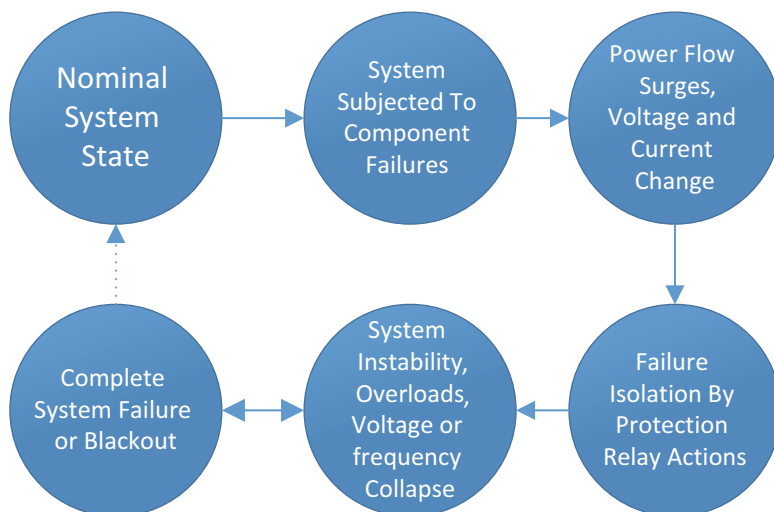 Nominal
System
State
System
Subjected To
Component
Failures
Power Flow
Surges,
Voltage and
Current
Change
Complete
System Failure
or Blackout
System
Instability,
Overloads,
Voltage or
frequency
Collapse
Failure
Isolation By
Protection
Relay Actions